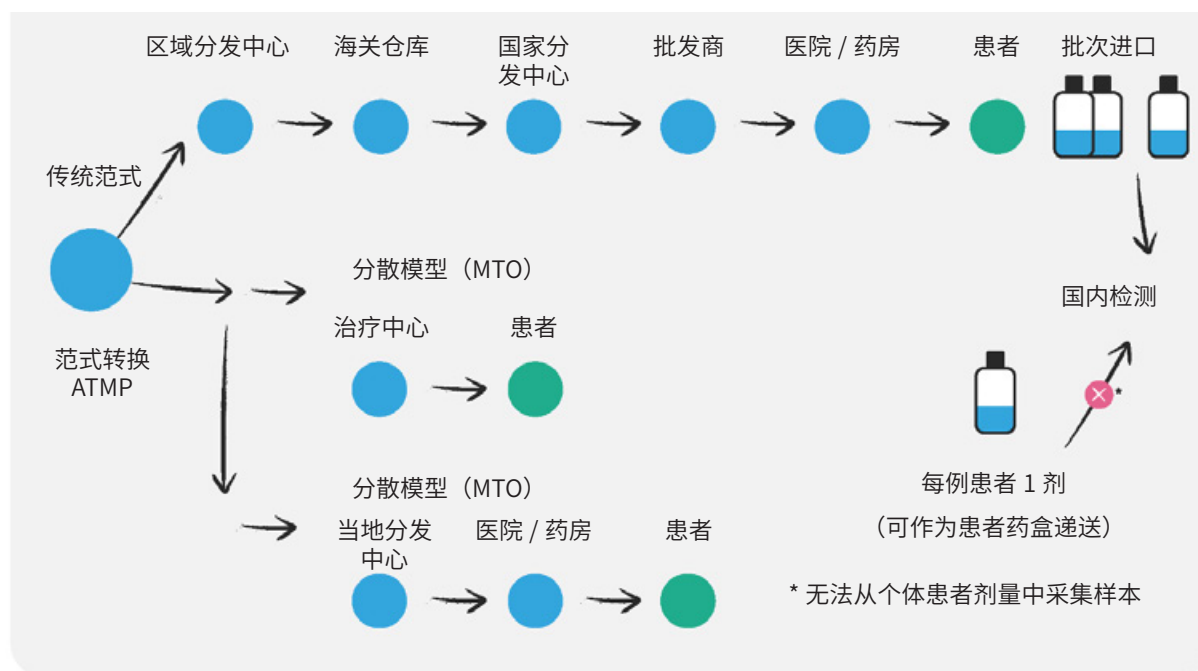 区域分发中心
海关仓库
国家分
发中心
批发商
医院 / 药房
患者
批次进口
传统范式
分散模型（MTO）
国内检测
治疗中心
患者
范式转换
ATMP
*
每例患者 1 剂
（可作为患者药盒递送）
分散模型（MTO）
当地分发
中心
医院 / 药房
患者
* 无法从个体患者剂量中采集样本